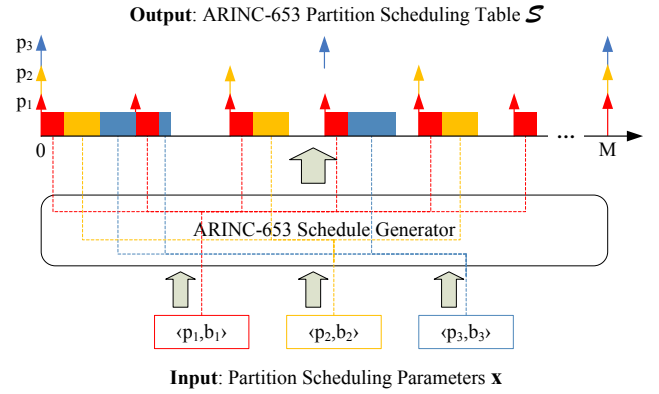 Output: ARINC-653 Partition Scheduling Table 𝓢
p₃
p₂
p₁
0
...
M
ARINC-653 Schedule Generator
‹p₁,b₁› ‹p₂,b₂› ‹p₃,b₃›
Input: Partition Scheduling Parameters x